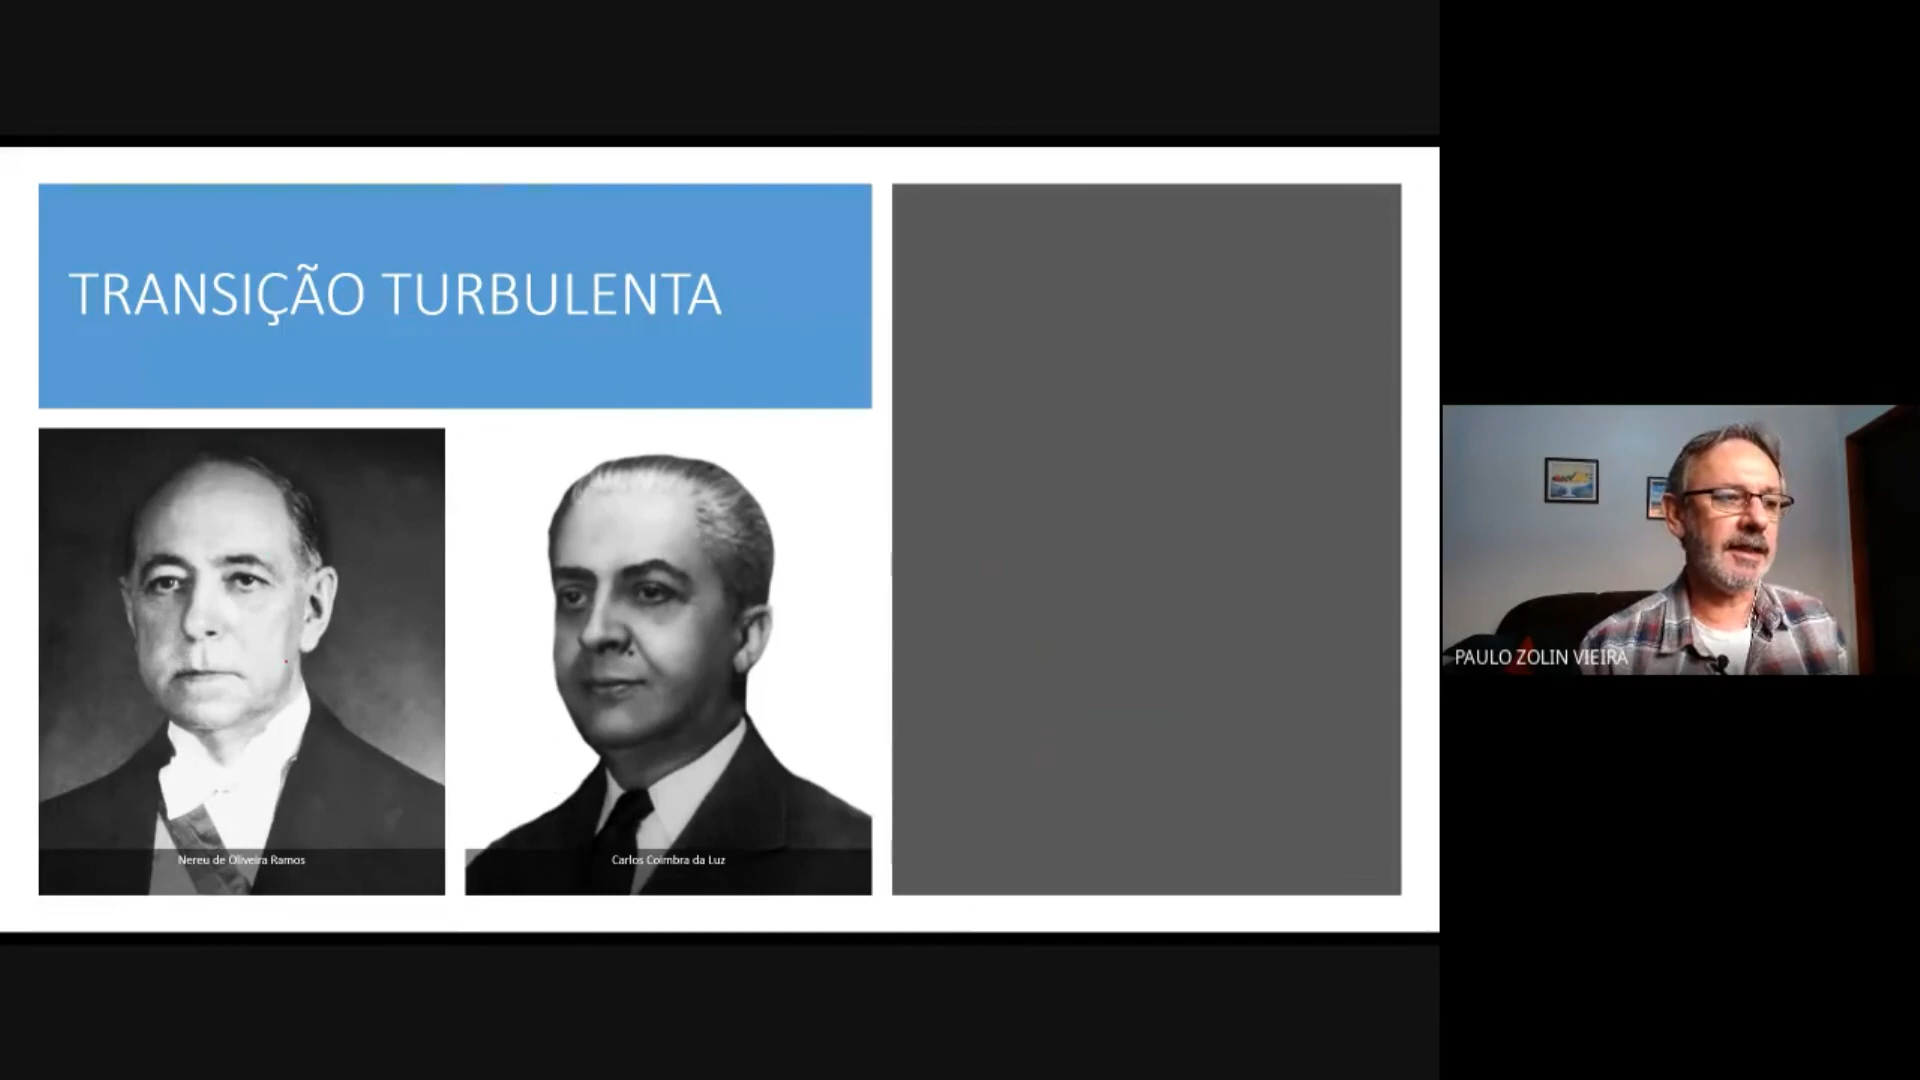 TRANSIÇÃO TURBULENTA
Nereu de Oliveira Ramos
Carlos Coimbra da Luz
PAULO ZOLIN VIEIRA